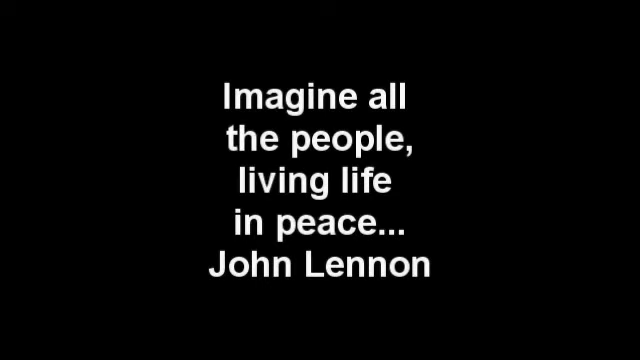 Imagine all
the people,
living life
in peace...
John Lennon